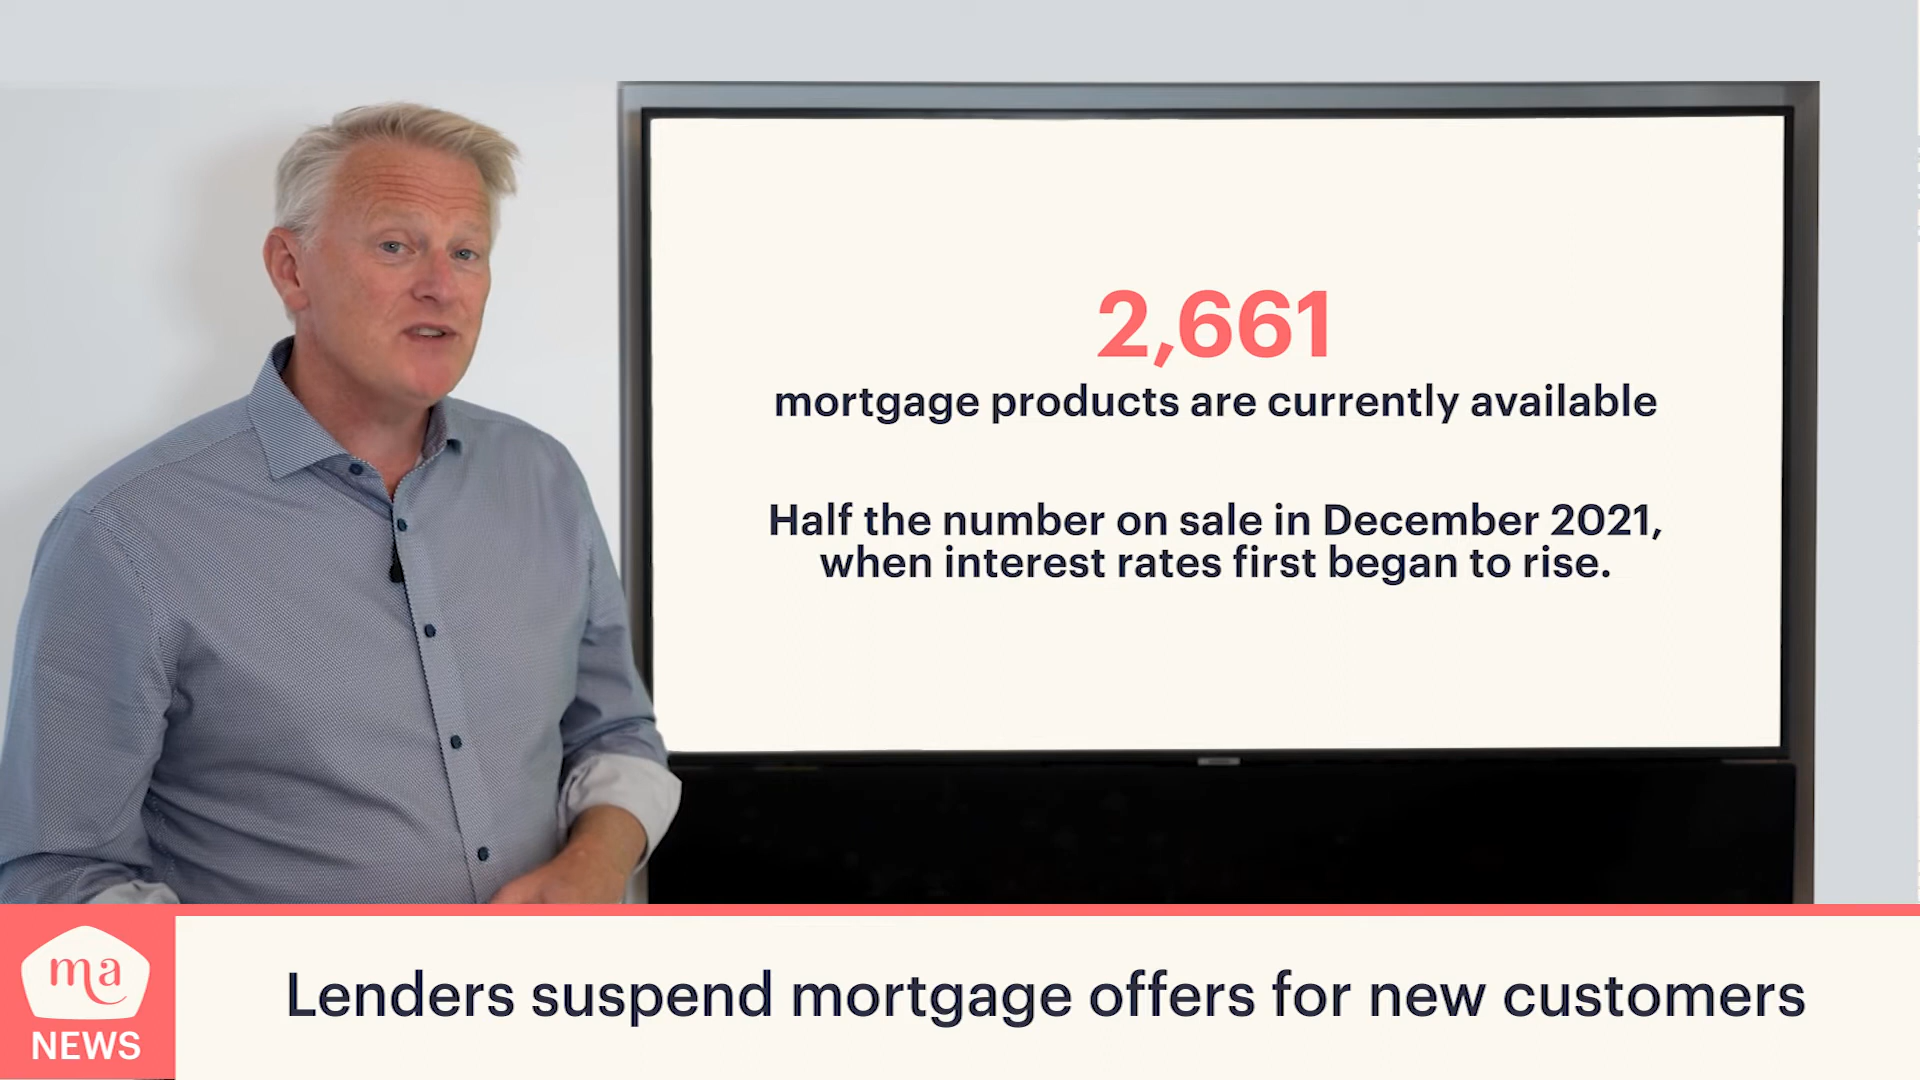 2,661
mortgage products are currently available
Half the number on sale in December 2021,
when interest rates first began to rise.
ma
NEWS
Lenders suspend mortgage offers for new customers